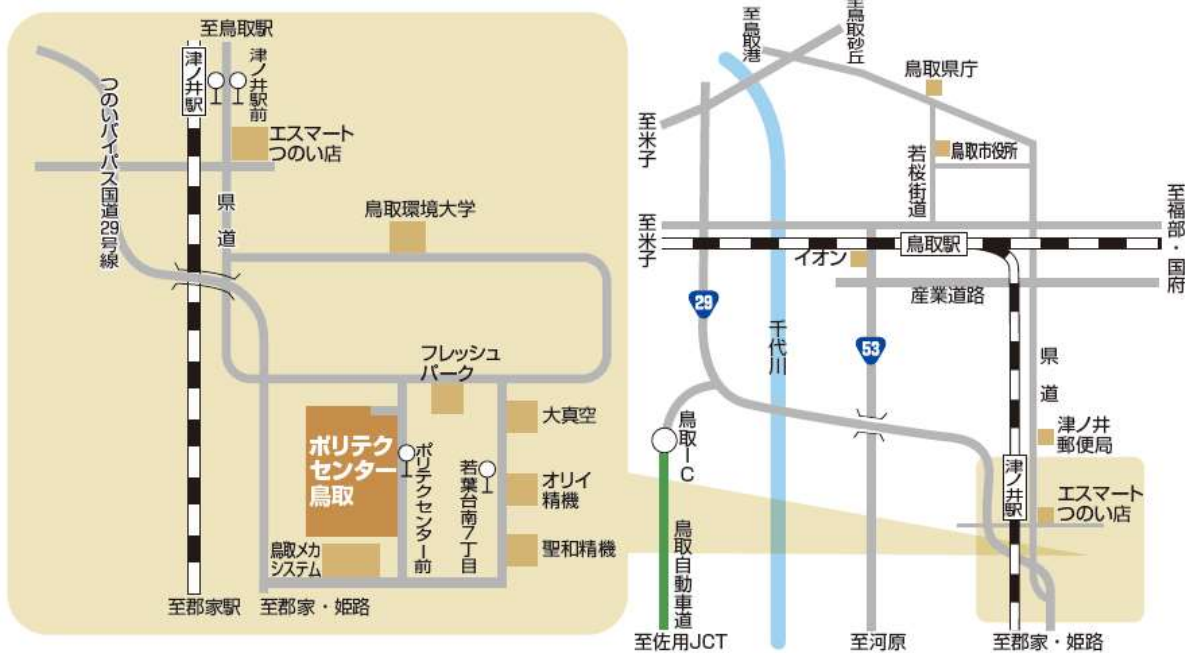 至鳥取駅
津ノ井駅
津ノ井駅前
エスマート
つのい店
つのいバイパス国道29号線
県道
鳥取環境大学
フレッシュ
パーク
大真空
ポリテク
センター
鳥取
ポリテクセンター前
若葉台南7丁目
オリイ
精機
聖和精機
鳥取メカ
システム
至郡家駅
至郡家・姫路
至鳥取港
至鳥取砂丘
鳥取県庁
至米子
鳥取市役所
若桜街道
至福部・国府
至米子
鳥取駅
イオン
産業道路
29
千代川
53
県道
鳥取IC
津ノ井
郵便局
津ノ井駅
エスマート
つのい店
鳥取自動車道
至佐用JCT
至河原
至郡家・姫路